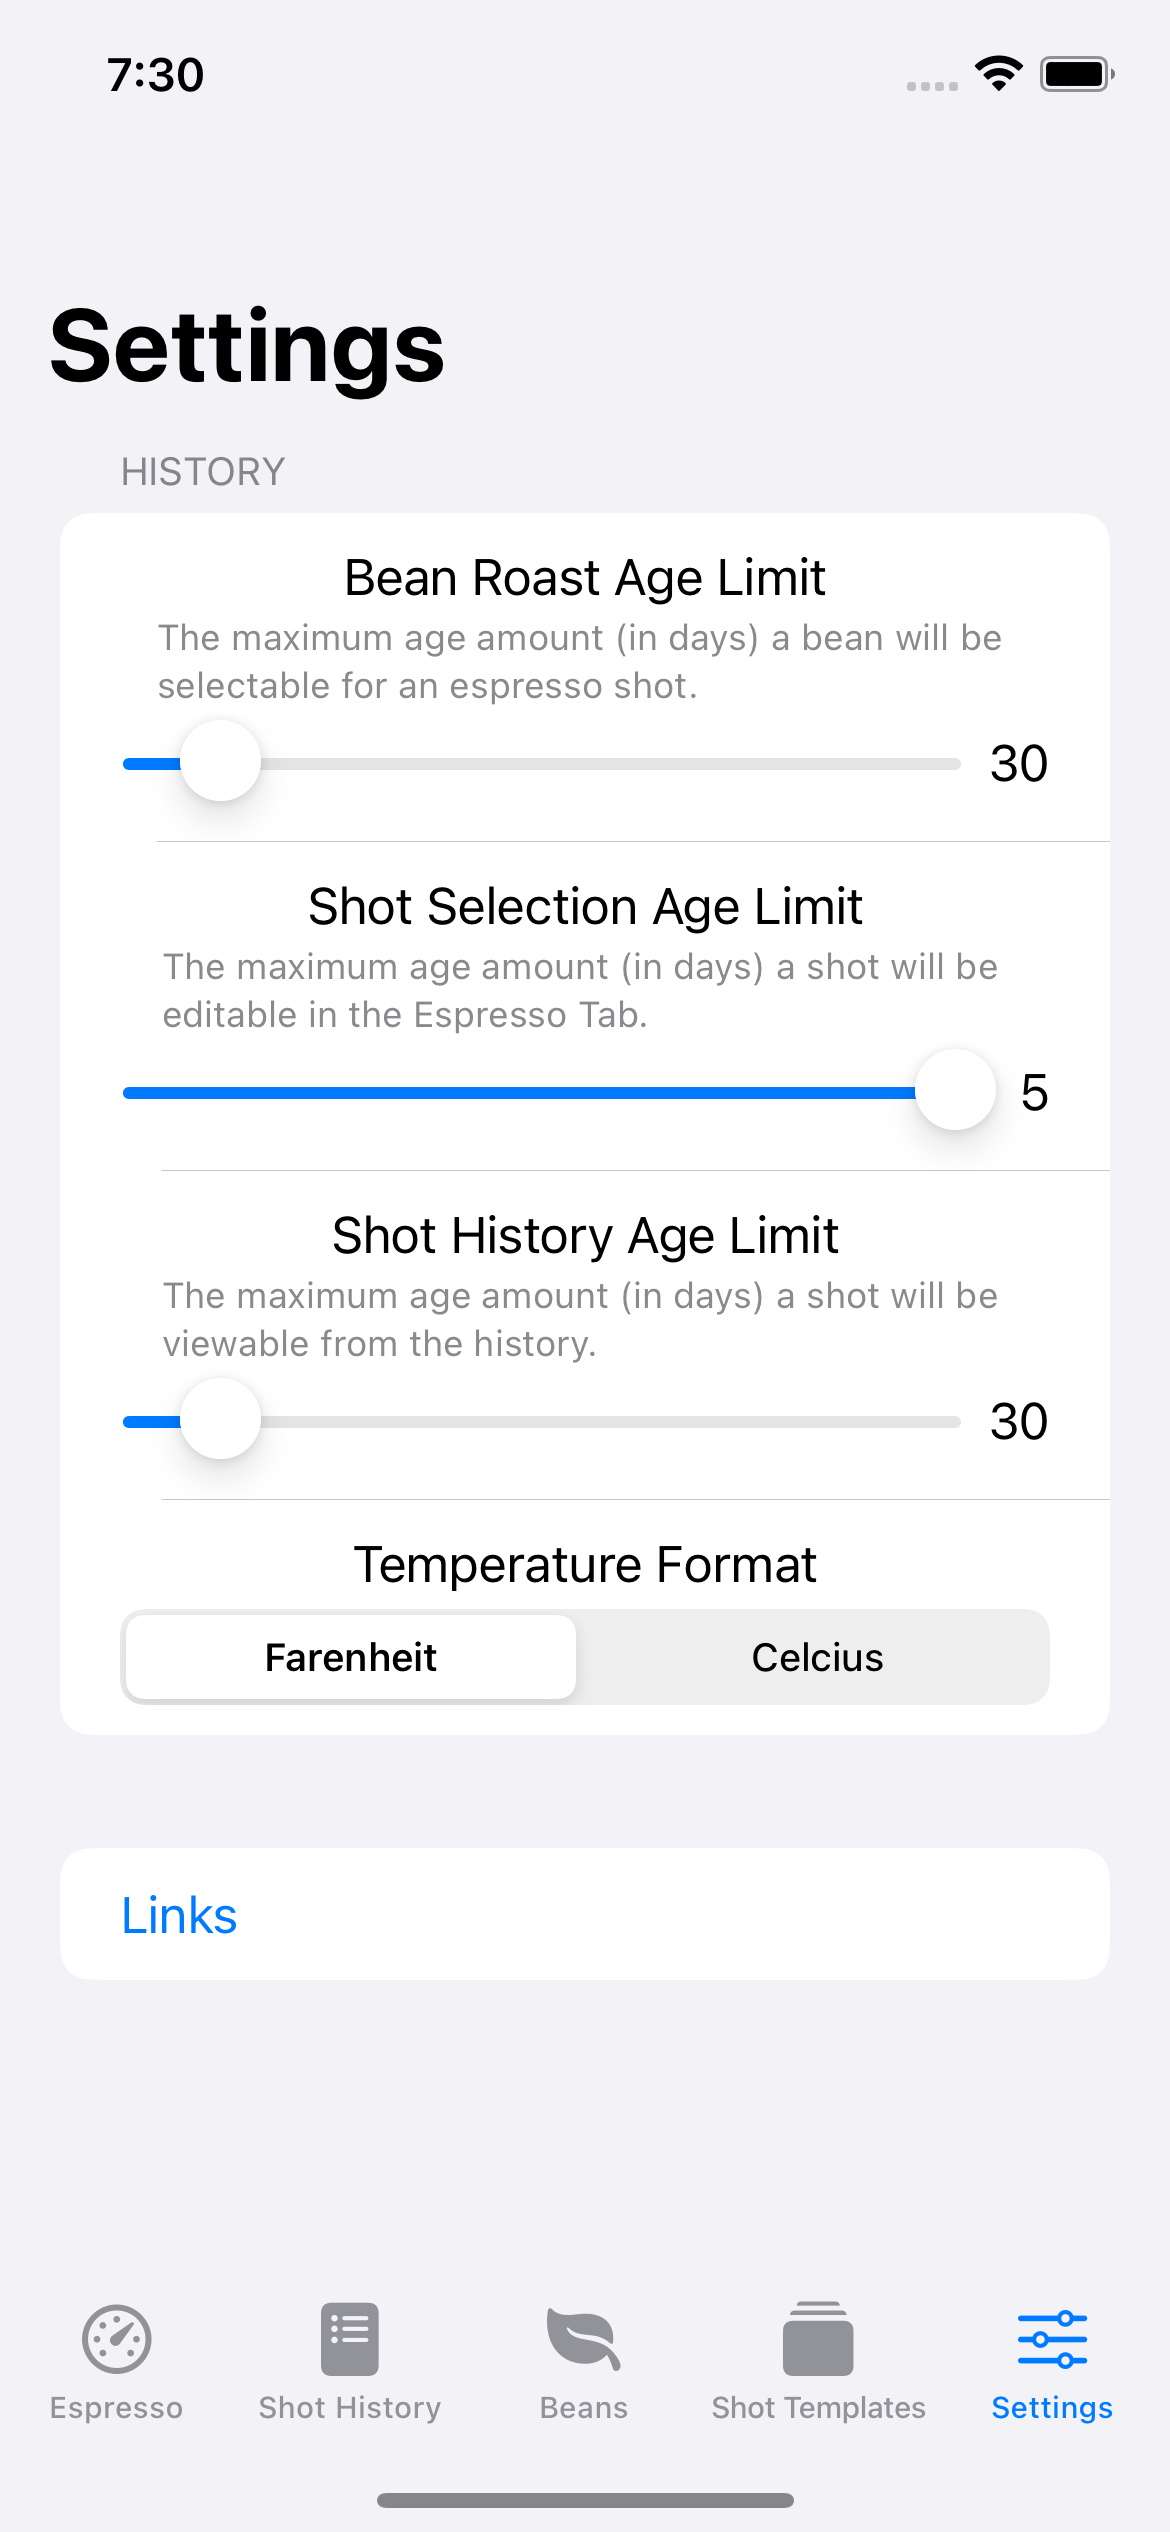 7:30
Settings
HISTORY
Bean Roast Age Limit
The maximum age amount (in days) a bean will be
selectable for an espresso shot.
30
Shot Selection Age Limit
The maximum age amount (in days) a shot will be
editable in the Espresso Tab.
5
Shot History Age Limit
The maximum age amount (in days) a shot will be
viewable from the history.
30
Temperature Format
Farenheit
Celcius
Links
Espresso
Shot History
Beans
Shot Templates
Settings